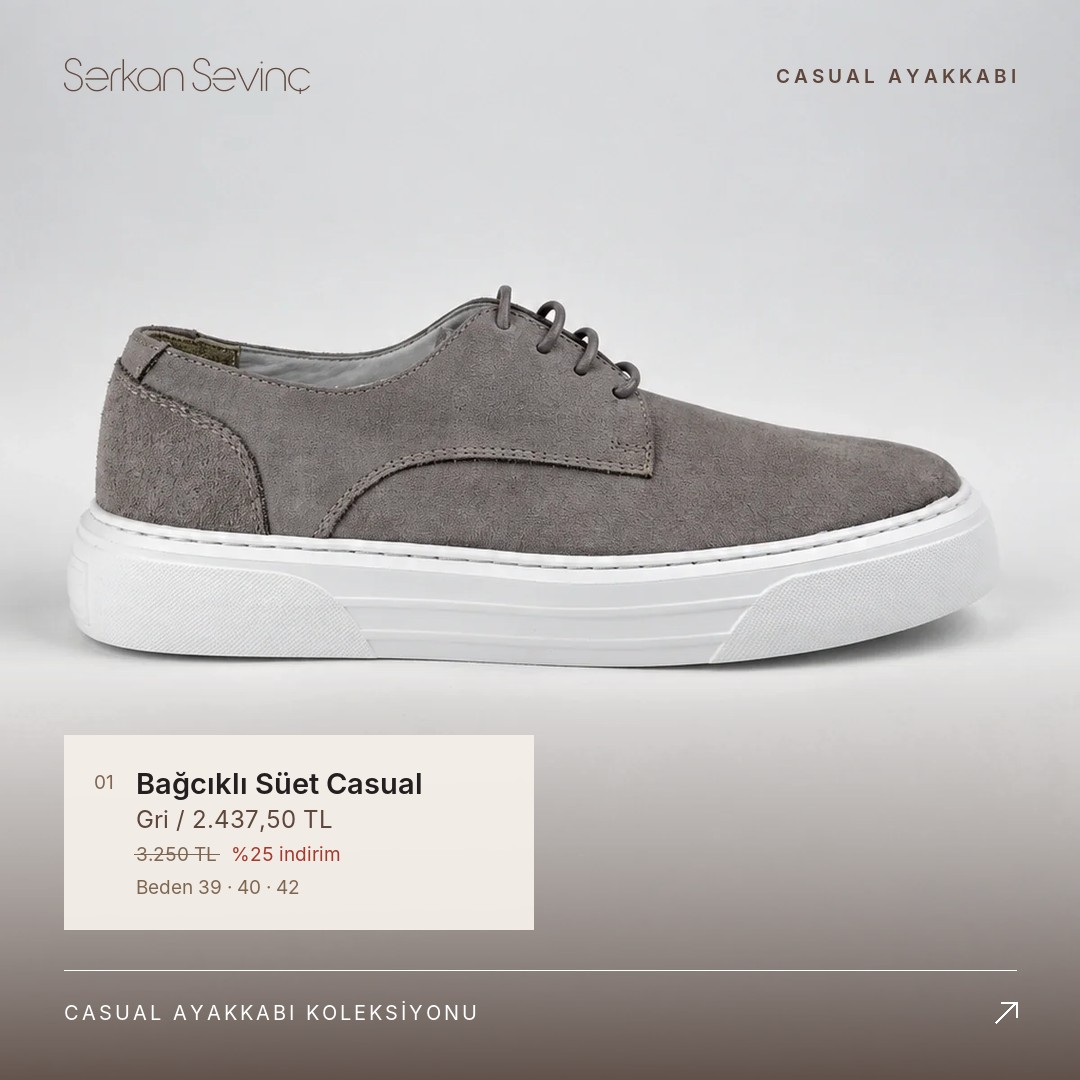 Serkan Sevinç
CASUAL AYAKKABI
01
Bağcıklı Süet Casual
Gri / 2.437,50 TL
3.250 TL %25 indirim
Beden 39 · 40 · 42
CASUAL AYAKKABI KOLEKSİYONU